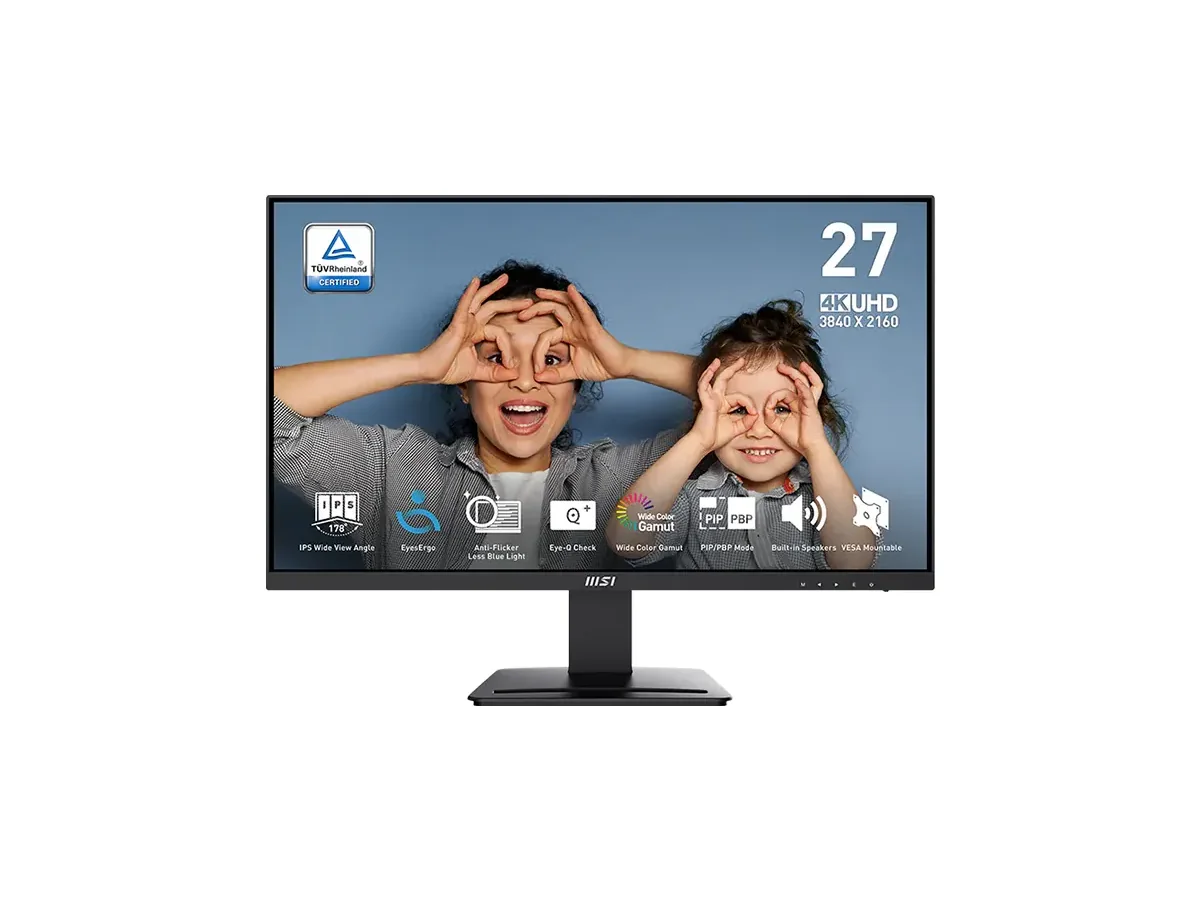 TÜVRheinland®
CERTIFIED
27
4K UHD
3840 X 2160
IPS
178°
IPS Wide View Angle
EyesErgo
Anti-Flicker
Less Blue Light
Q+
Eye-Q Check
Wide Color
Gamut
Wide Color Gamut
PIP PBP
PIP/PBP Mode
Built-in Speakers
VESA Mountable
msi
M ◄ ► E